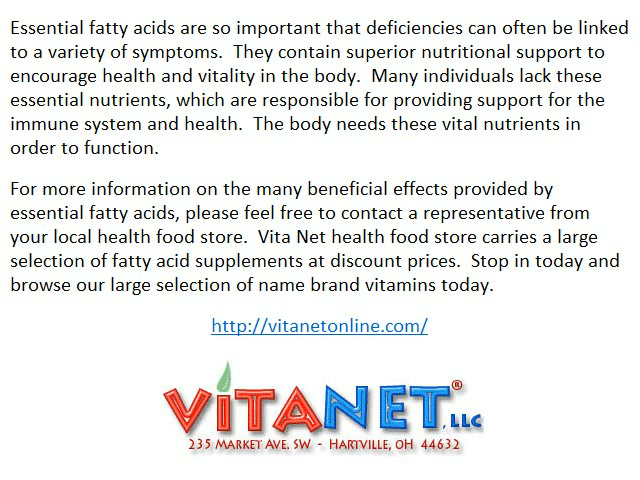 Essential fatty acids are so important that deficiencies can often be linked
to a variety of symptoms.  They contain superior nutritional support to
encourage health and vitality in the body.  Many individuals lack these
essential nutrients, which are responsible for providing support for the
immune system and health.  The body needs these vital nutrients in
order to function.
For more information on the many beneficial effects provided by
essential fatty acids, please feel free to contact a representative from
your local health food store.  Vita Net health food store carries a large
selection of fatty acid supplements at discount prices.  Stop in today and
browse our large selection of name brand vitamins today.
http://vitanetonline.com/
VITANET®, LLC
235 MARKET AVE. SW - HARTVILLE, OH 44632